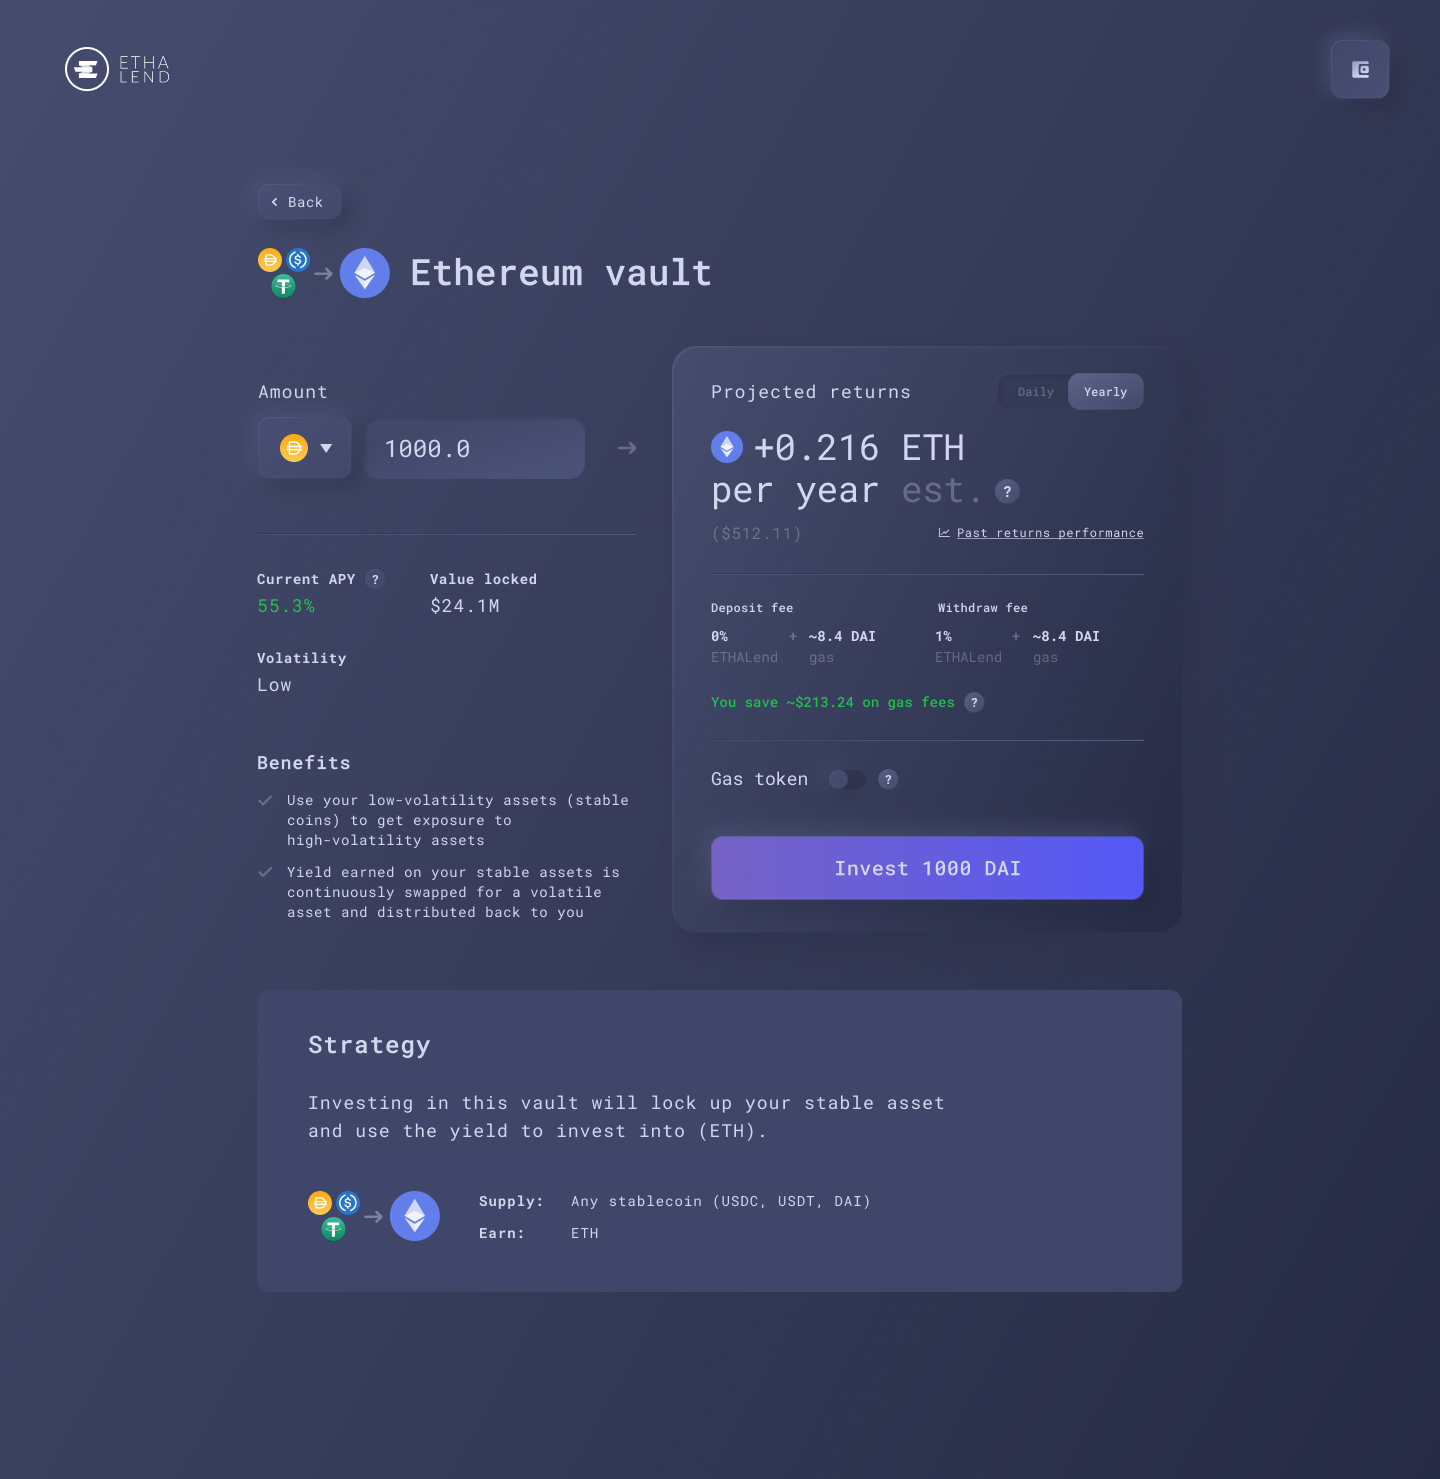 ETHA
LEND
Back
Ethereum vault
Amount
1000.0
Current APY ?
55.3%
Value locked
$24.1M
Volatility
Low
Benefits
Use your low-volatility assets (stable
coins) to get exposure to
high-volatility assets
Yield earned on your stable assets is
continuously swapped for a volatile
asset and distributed back to you
Projected returns
Daily Yearly
+0.216 ETH
per year est. ?
($512.11)
Past returns performance
Deposit fee
0% + ~8.4 DAI
ETHALend gas
Withdraw fee
1% + ~8.4 DAI
ETHALend gas
You save ~$213.24 on gas fees ?
Gas token ?
Invest 1000 DAI
Strategy
Investing in this vault will lock up your stable asset
and use the yield to invest into (ETH).
Supply: Any stablecoin (USDC, USDT, DAI)
Earn: ETH